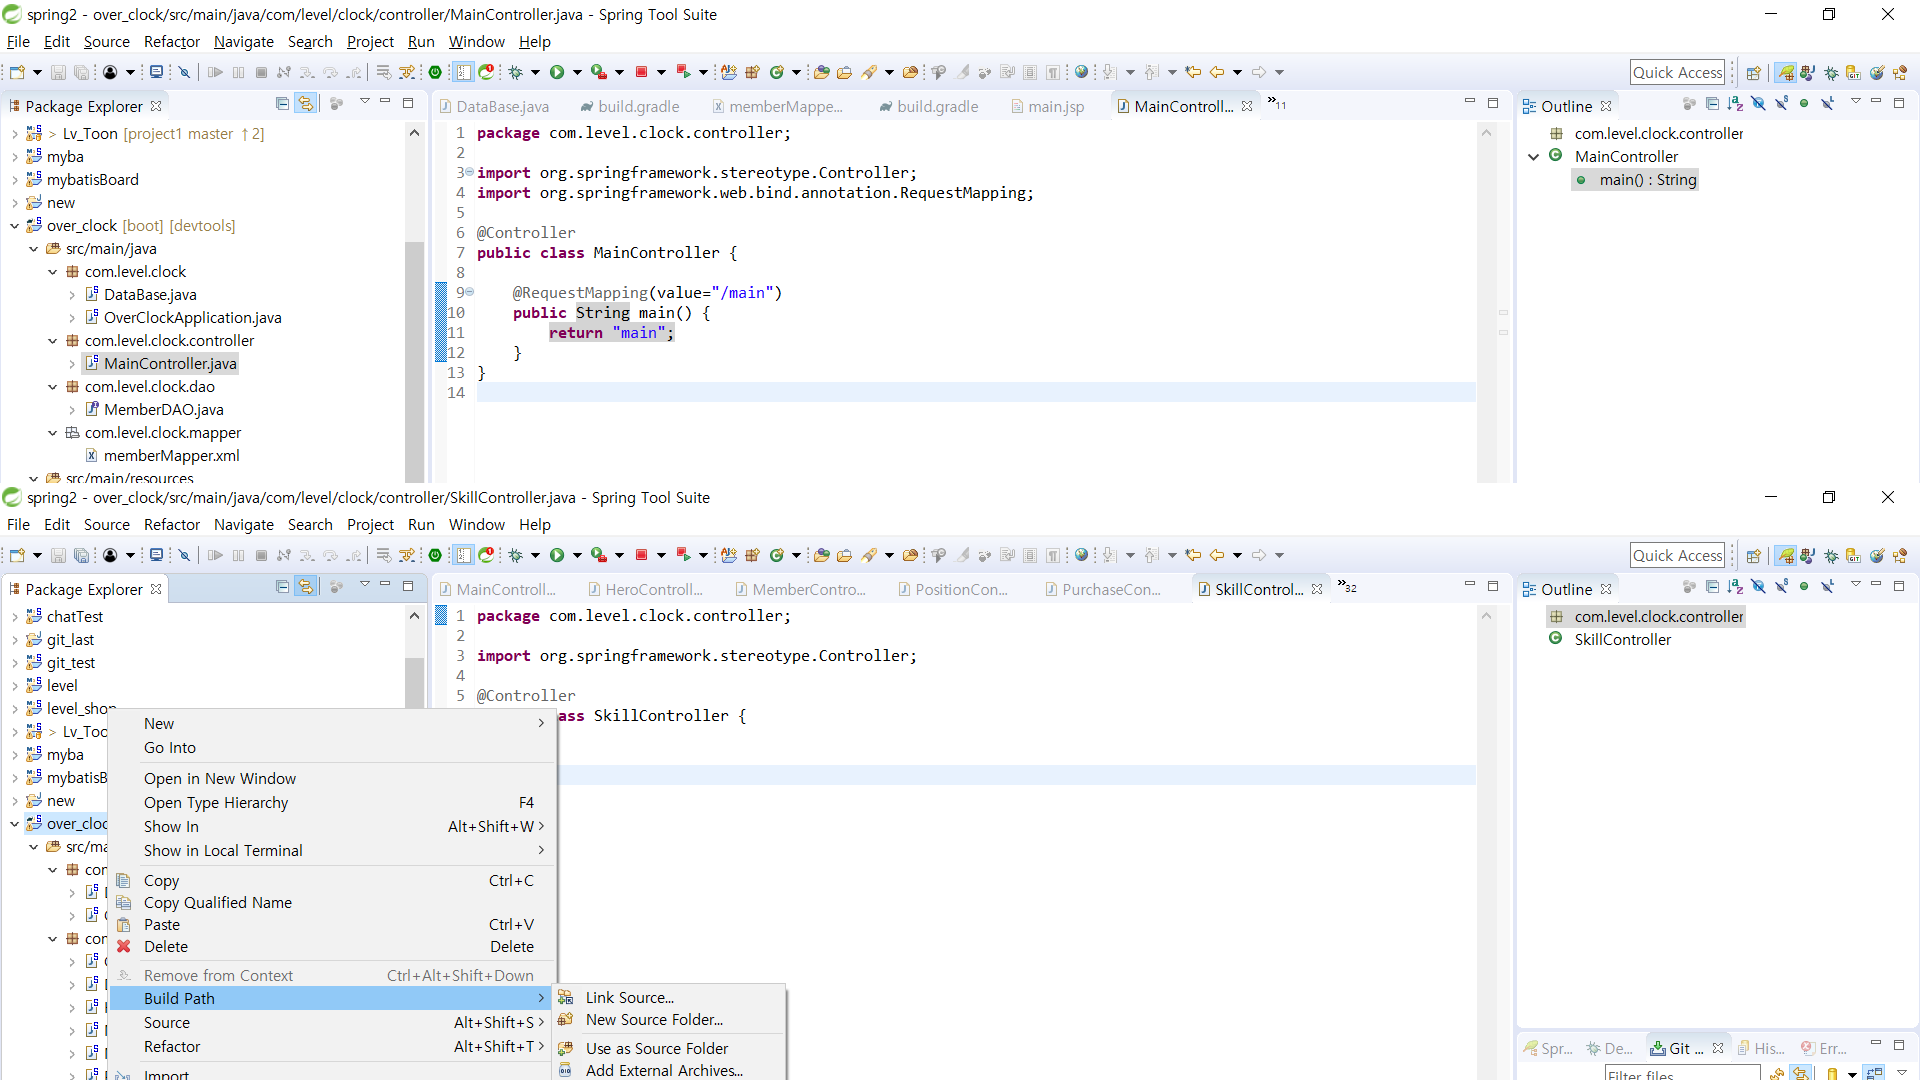 spring2 - over_clock/src/main/java/com/level/clock/controller/MainController.java - Spring Tool Suite
File Edit Source Refactor Navigate Search Project Run Window Help
Quick Access
Package Explorer
DataBase.java build.gradle memberMappe... build.gradle main.jsp MainControll... »11
Outline
> Lv_Toon [project1 master ↑2]
myba
mybatisBoard
new
over_clock [boot] [devtools]
src/main/java
com.level.clock
DataBase.java
OverClockApplication.java
com.level.clock.controller
MainController.java
com.level.clock.dao
MemberDAO.java
com.level.clock.mapper
memberMapper.xml
src/main/resources
1 package com.level.clock.controller;
2
3 import org.springframework.stereotype.Controller;
4 import org.springframework.web.bind.annotation.RequestMapping;
5
6 @Controller
7 public class MainController {
8
9 @RequestMapping(value="/main")
10 public String main() {
11 return "main";
12 }
13 }
14
com.level.clock.controller
MainController
main() : String
spring2 - over_clock/src/main/java/com/level/clock/controller/SkillController.java - Spring Tool Suite
File Edit Source Refactor Navigate Search Project Run Window Help
Quick Access
Package Explorer
MainControll... HeroControll... MemberContro... PositionCon... PurchaseCon... SkillControl... »32
Outline
chatTest
git_last
git_test
level
level_shop
> Lv_Too
myba
mybatisB
new
over_cloc
src/ma
con
con
1 package com.level.clock.controller;
2
3 import org.springframework.stereotype.Controller;
4
5 @Controller
ass SkillController {
com.level.clock.controller
SkillController
New
Go Into
Open in New Window
Open Type Hierarchy F4
Show In Alt+Shift+W
Show in Local Terminal
Copy Ctrl+C
Copy Qualified Name
Paste Ctrl+V
Delete Delete
Remove from Context Ctrl+Alt+Shift+Down
Build Path
Source Alt+Shift+S
Refactor Alt+Shift+T
Import
Link Source...
New Source Folder...
Use as Source Folder
Add External Archives...
Spr... De... Git ... His... Err...
Filter files